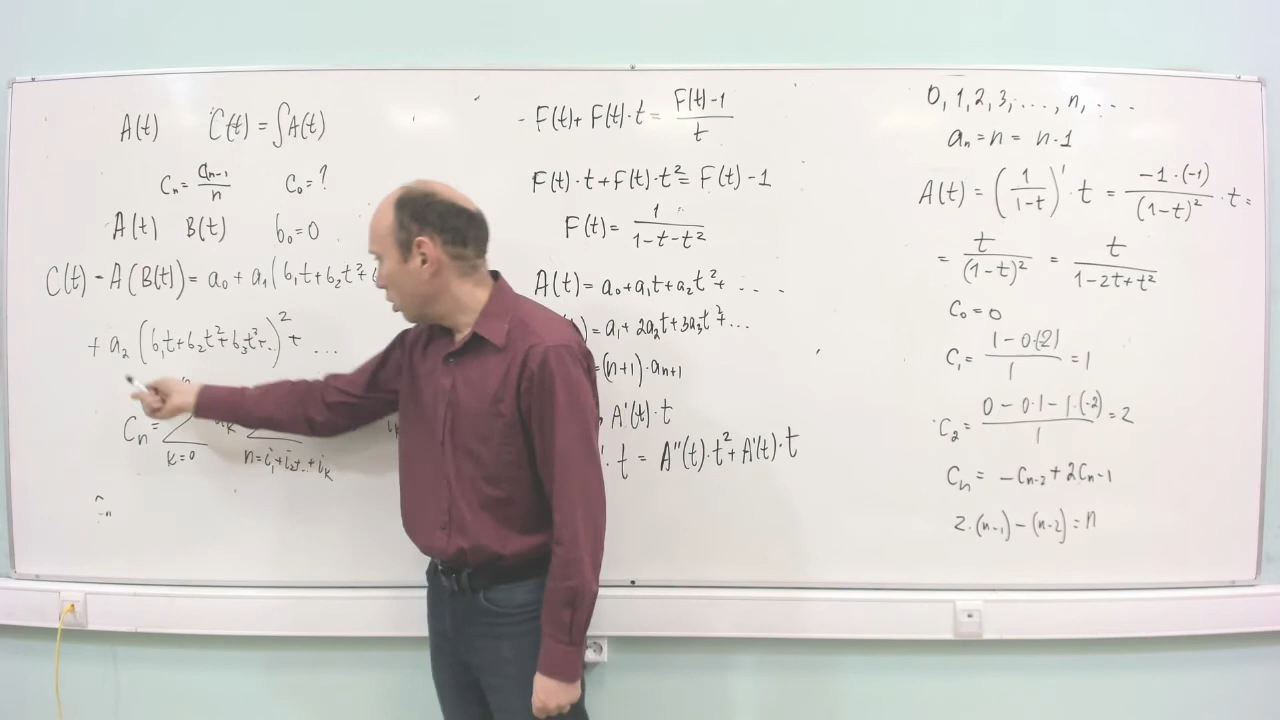 A(t) C(t) = ∫A(t)
Cₙ = aₙ₋₁/n C₀ = ?
A(t) B(t) b₀ = 0
C(t) - A(B(t)) = a₀ + a₁(b₁t + b₂t² +
+ a₂(b₁t + b₂t² + b₃t³ + ..)² + ...
Cₙ = k=0 n = i₁ + i₂ + .. + iₖ
F(t) + F(t)·t = (F(t) - 1)/t
F(t)·t + F(t)·t² = F(t) - 1
F(t) = 1/(1 - t - t²)
A(t) = a₀ + a₁t + a₂t² + ....
) = a₁ + 2a₂t + 3a₃t² + ...
= (n+1)·aₙ₊₁
A'(t)·t
·t = A''(t)·t² + A'(t)·t
0, 1, 2, 3, ..., n, ...
aₙ = n = n·1
A(t) = (1/(1-t))'·t = (-1·(-1))/(1-t)²·t =
= t/(1-t)² = t/(1-2t+t²)
C₀ = 0
C₁ = (1 - 0·(-2))/1 = 1
C₂ = (0 - 0·1 - 1·(-2))/1 = 2
Cₙ = -Cₙ₋₂ + 2Cₙ₋₁
2·(n-1) - (n-2) = n